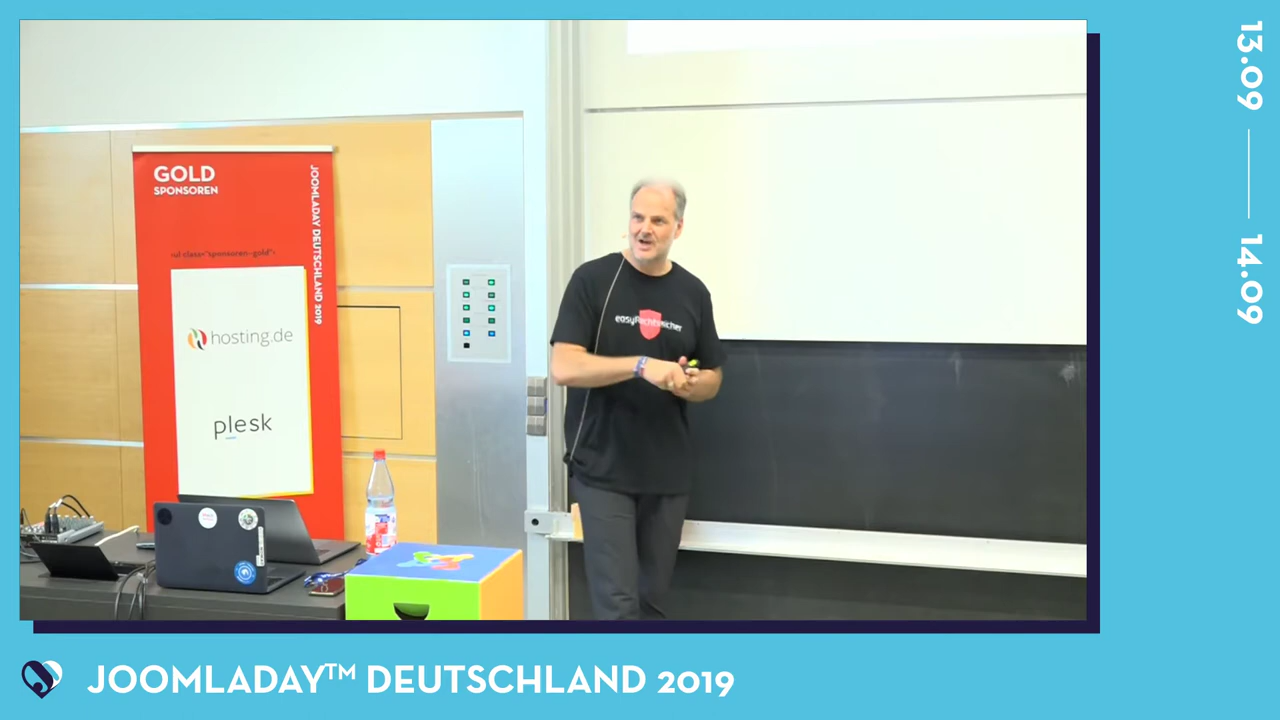 GOLD
SPONSOREN
JOOMLADAY DEUTSCHLAND 2019
<ul class="sponsoren-gold">
hosting.de
plesk
easyRechtssicher
13.09 — 14.09
JOOMLADAY™ DEUTSCHLAND 2019